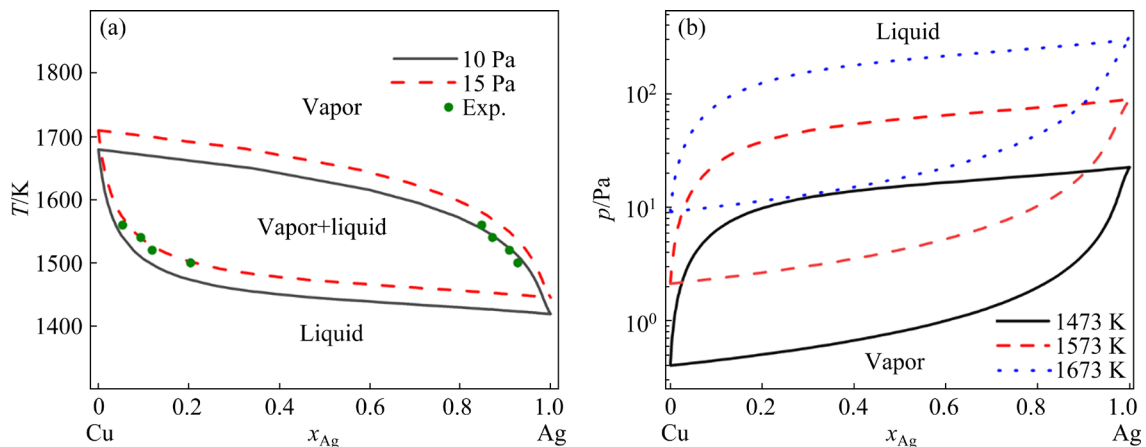 (a)
10 Pa
15 Pa
Exp.
Vapor
Vapor+liquid
Liquid
T/K
1800
1700
1600
1500
1400
0 0.2 0.4 0.6 0.8 1.0
Cu x_Ag Ag
(b)
Liquid
Vapor
1473 K
1573 K
1673 K
p/Pa
10²
10¹
10⁰
0 0.2 0.4 0.6 0.8 1.0
Cu x_Ag Ag